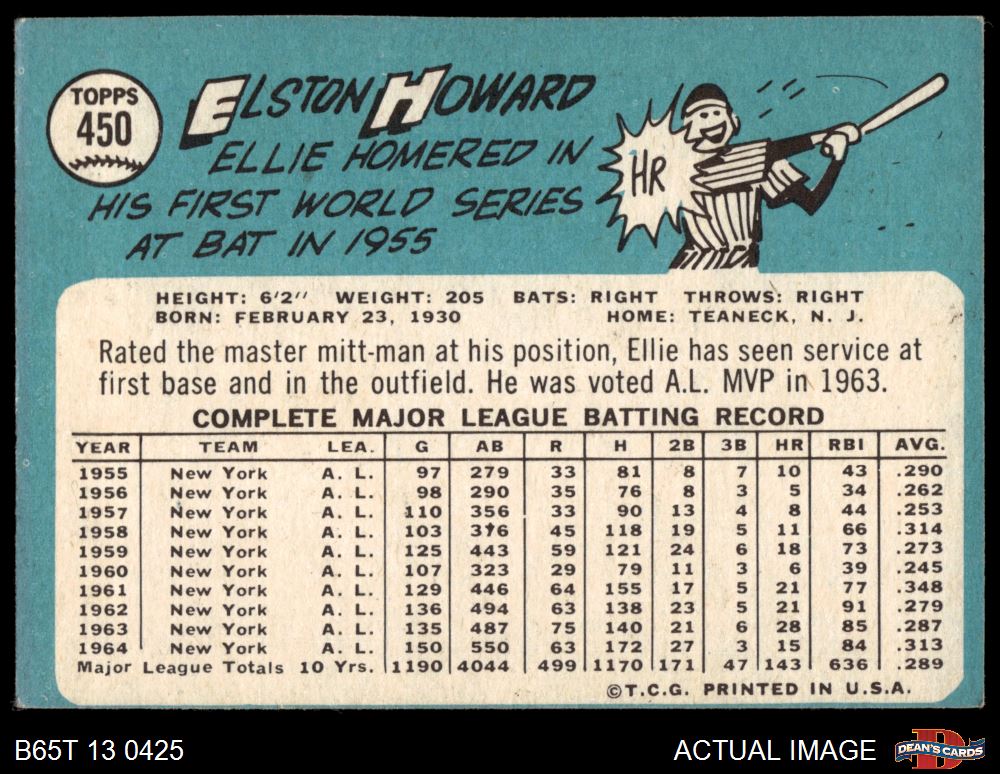 TOPPS
450
ELSTON HOWARD
ELLIE HOMERED IN
HIS FIRST WORLD SERIES
AT BAT IN 1955
HR
HEIGHT: 6'2" WEIGHT: 205 BATS: RIGHT THROWS: RIGHT
BORN: FEBRUARY 23, 1930 HOME: TEANECK, N. J.
Rated the master mitt-man at his position, Ellie has seen service at
first base and in the outfield. He was voted A.L. MVP in 1963.
COMPLETE MAJOR LEAGUE BATTING RECORD
YEAR TEAM LEA. G AB R H 2B 3B HR RBI AVG.
1955 New York A. L. 97 279 33 81 8 7 10 43 .290
1956 New York A. L. 98 290 35 76 8 3 5 34 .262
1957 New York A. L. 110 356 33 90 13 4 8 44 .253
1958 New York A. L. 103 376 45 118 19 5 11 66 .314
1959 New York A. L. 125 443 59 121 24 6 18 73 .273
1960 New York A. L. 107 323 29 79 11 3 6 39 .245
1961 New York A. L. 129 446 64 155 17 5 21 77 .348
1962 New York A. L. 136 494 63 138 23 5 21 91 .279
1963 New York A. L. 135 487 75 140 21 6 28 85 .287
1964 New York A. L. 150 550 63 172 27 3 15 84 .313
Major League Totals 10 Yrs. 1190 4044 499 1170 171 47 143 636 .289
©T.C.G. PRINTED IN U.S.A.
B65T 13 0425 ACTUAL IMAGE DEAN'S CARDS